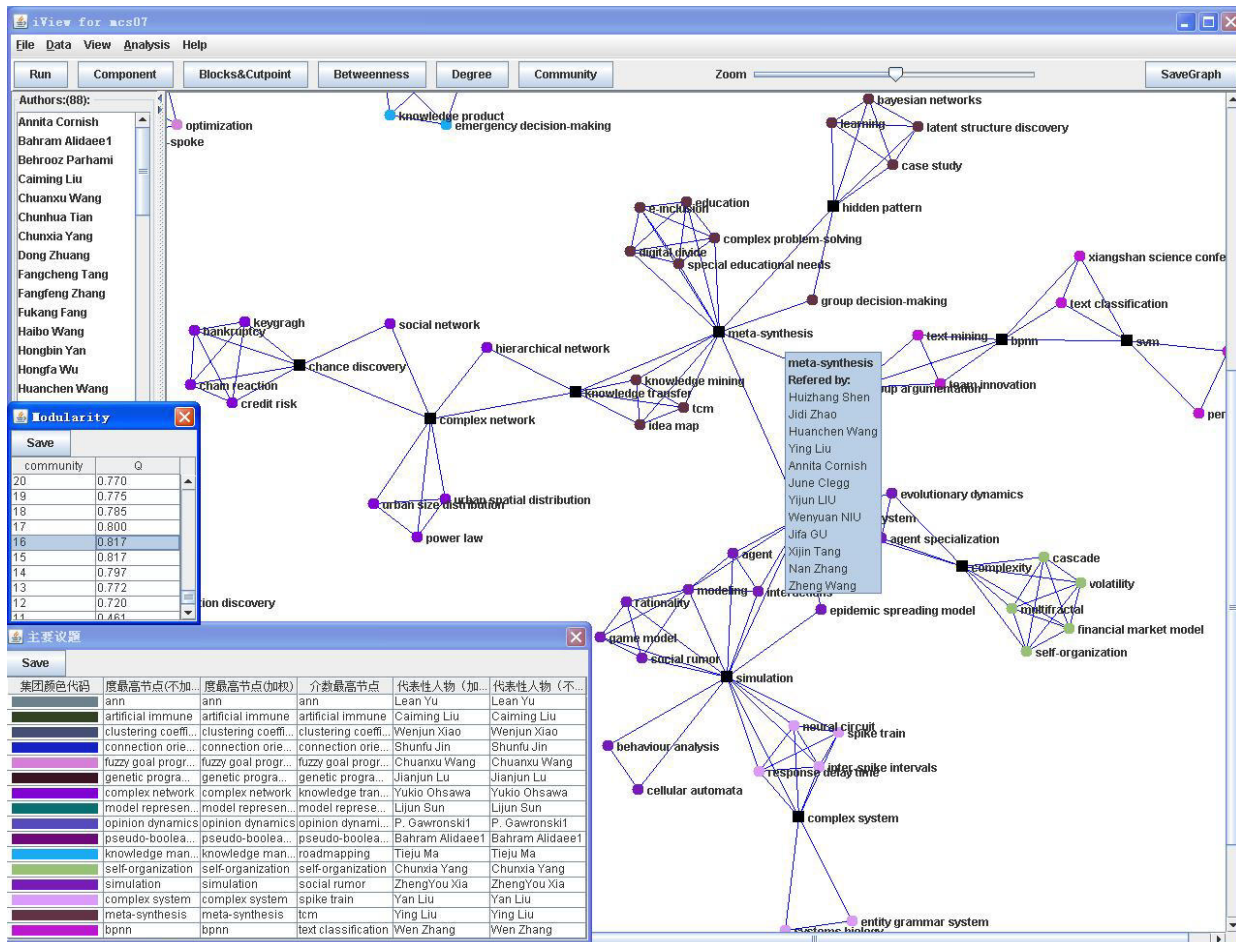 iView for mcs07
File Data View Analysis Help
Run Component Blocks&Cutpoint Betweenness Degree Community Zoom SaveGraph
Authors:(88):
Annita Cornish
Bahram Alidaee1
Behrooz Parhami
Caiming Liu
Chuanxu Wang
Chunhua Tian
Chunxia Yang
Dong Zhuang
Fangcheng Tang
Fangfeng Zhang
Fukang Fang
Haibo Wang
Hongbin Yan
Hongfa Wu
Huanchen Wang
optimization
-spoke
knowledge product
emergency decision-making
bayesian networks
learning
latent structure discovery
case study
hidden pattern
education
e-inclusion
complex problem-solving
digital divide
special educational needs
group decision-making
xiangshan science confe
text classification
text mining
bpnn
svm
team innovation
up argumentation
per
keygragh
bankruptcy
social network
meta-synthesis
hierarchical network
chance discovery
chain reaction
credit risk
knowledge mining
knowledge transfer
tcm
idea map
complex network
urban spatial distribution
urban size distribution
power law
meta-synthesis
Refered by:
Huizhang Shen
Jidi Zhao
Huanchen Wang
Ying Liu
Annita Cornish
June Clegg
Yijun LIU
Wenyuan NIU
Jifa GU
Xijin Tang
Nan Zhang
Zheng Wang
evolutionary dynamics
ystem
agent specialization
agent
complexity
cascade
modeling
volatility
rationality
epidemic spreading model
multifractal
game model
financial market model
social rumor
self-organization
simulation
neural circuit
spike train
behaviour analysis
response delay time
inter-spike intervals
cellular automata
complex system
entity grammar system
systems biology
Modularity
Save
community Q
20 0.770
19 0.775
18 0.785
17 0.800
16 0.817
15 0.817
14 0.797
13 0.772
12 0.720
11 0.461
ion discovery
主要议题
Save
集团颜色代码 度最高节点(不加... 度最高节点(加权) 介数最高节点 代表性人物（加... 代表性人物（不...
ann ann ann Lean Yu Lean Yu
artificial immune artificial immune artificial immune Caiming Liu Caiming Liu
clustering coeffi... clustering coeffi... clustering coeffi... Wenjun Xiao Wenjun Xiao
connection orie... connection orie... connection orie... Shunfu Jin Shunfu Jin
fuzzy goal progr... fuzzy goal progr... fuzzy goal progr... Chuanxu Wang Chuanxu Wang
genetic progra... genetic progra... genetic progra... Jianjun Lu Jianjun Lu
complex network complex network knowledge tran... Yukio Ohsawa Yukio Ohsawa
model represen... model represen... model represe... Lijun Sun Lijun Sun
opinion dynamics opinion dynamics opinion dynami... P. Gawronski1 P. Gawronski1
pseudo-boolea... pseudo-boolea... pseudo-boolea... Bahram Alidaee1 Bahram Alidaee1
knowledge man... knowledge man... roadmapping Tieju Ma Tieju Ma
self-organization self-organization self-organization Chunxia Yang Chunxia Yang
simulation simulation social rumor ZhengYou Xia ZhengYou Xia
complex system complex system spike train Yan Liu Yan Liu
meta-synthesis meta-synthesis tcm Ying Liu Ying Liu
bpnn bpnn text classification Wen Zhang Wen Zhang